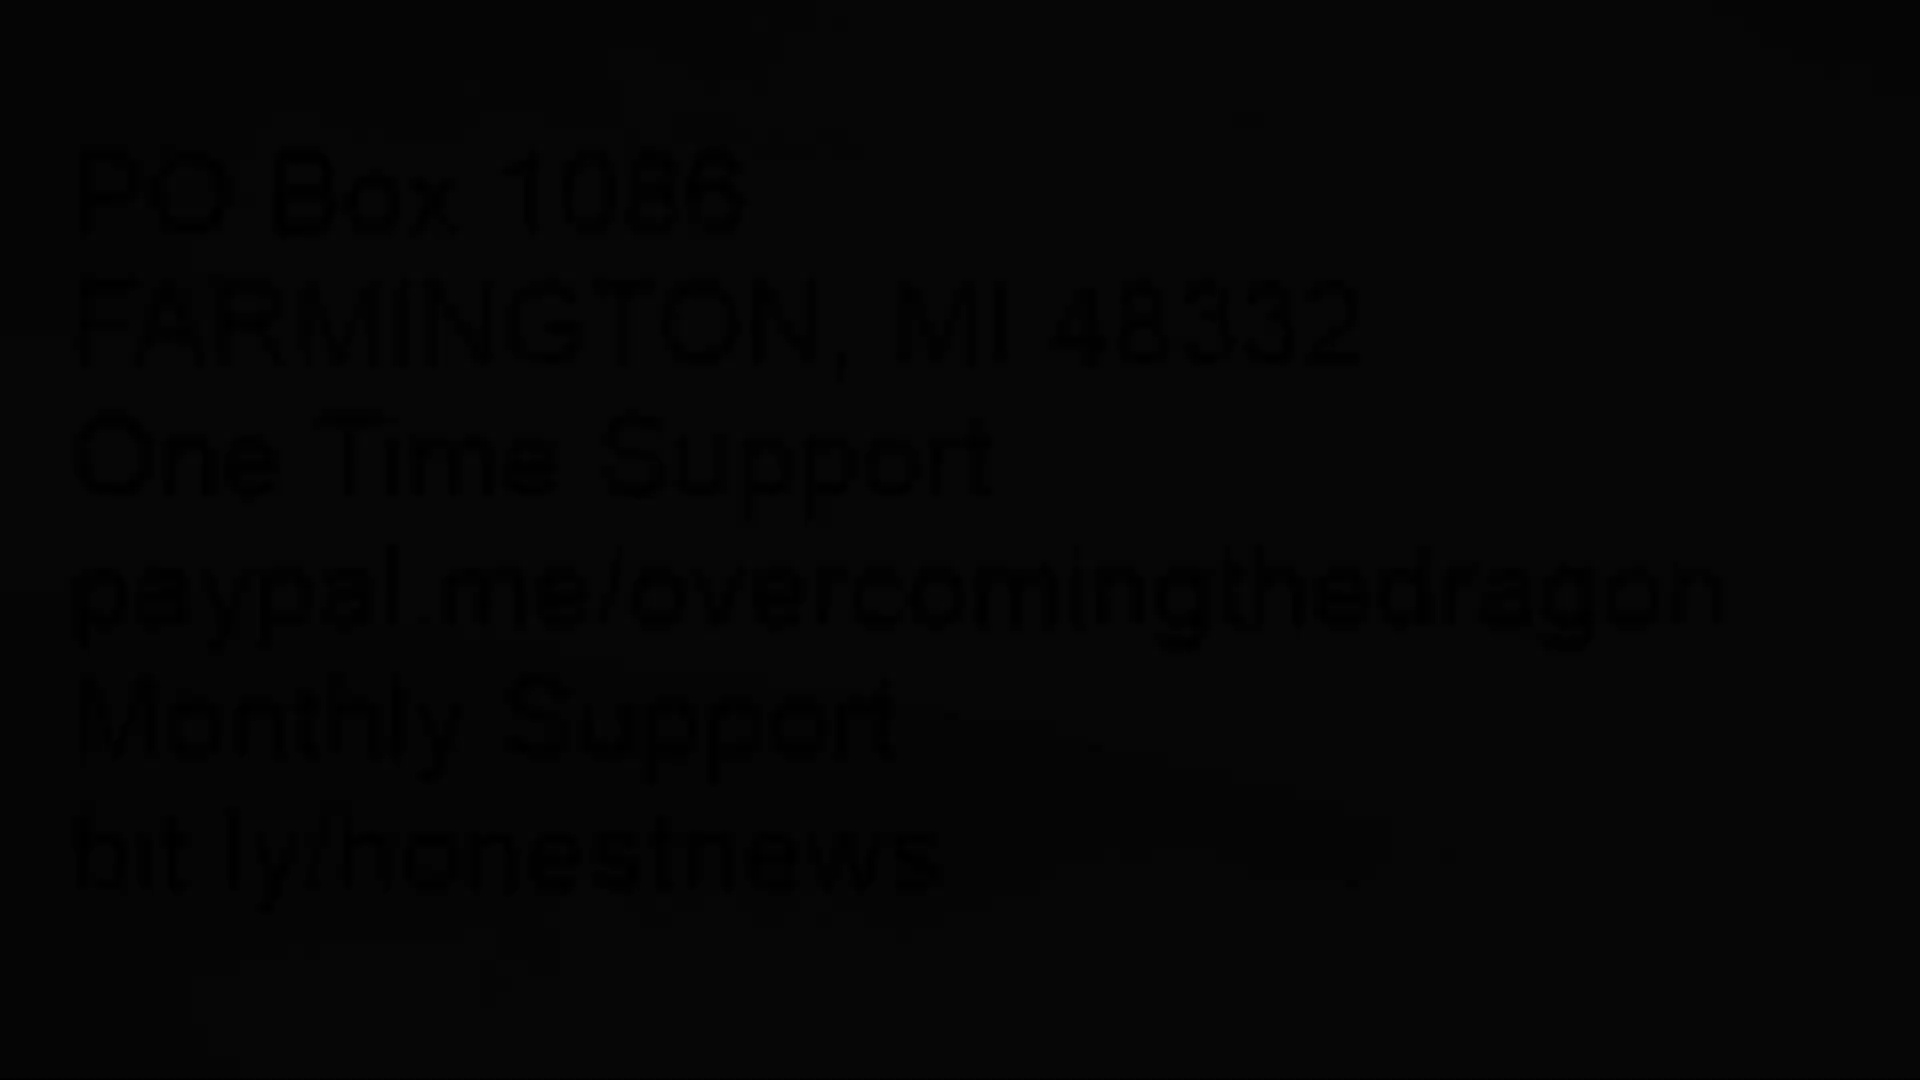 PO Box 1086
FARMINGTON, MI 48332
One Time Support
paypal.me/overcomingthedragon
Monthly Support
bit.ly/honestnews